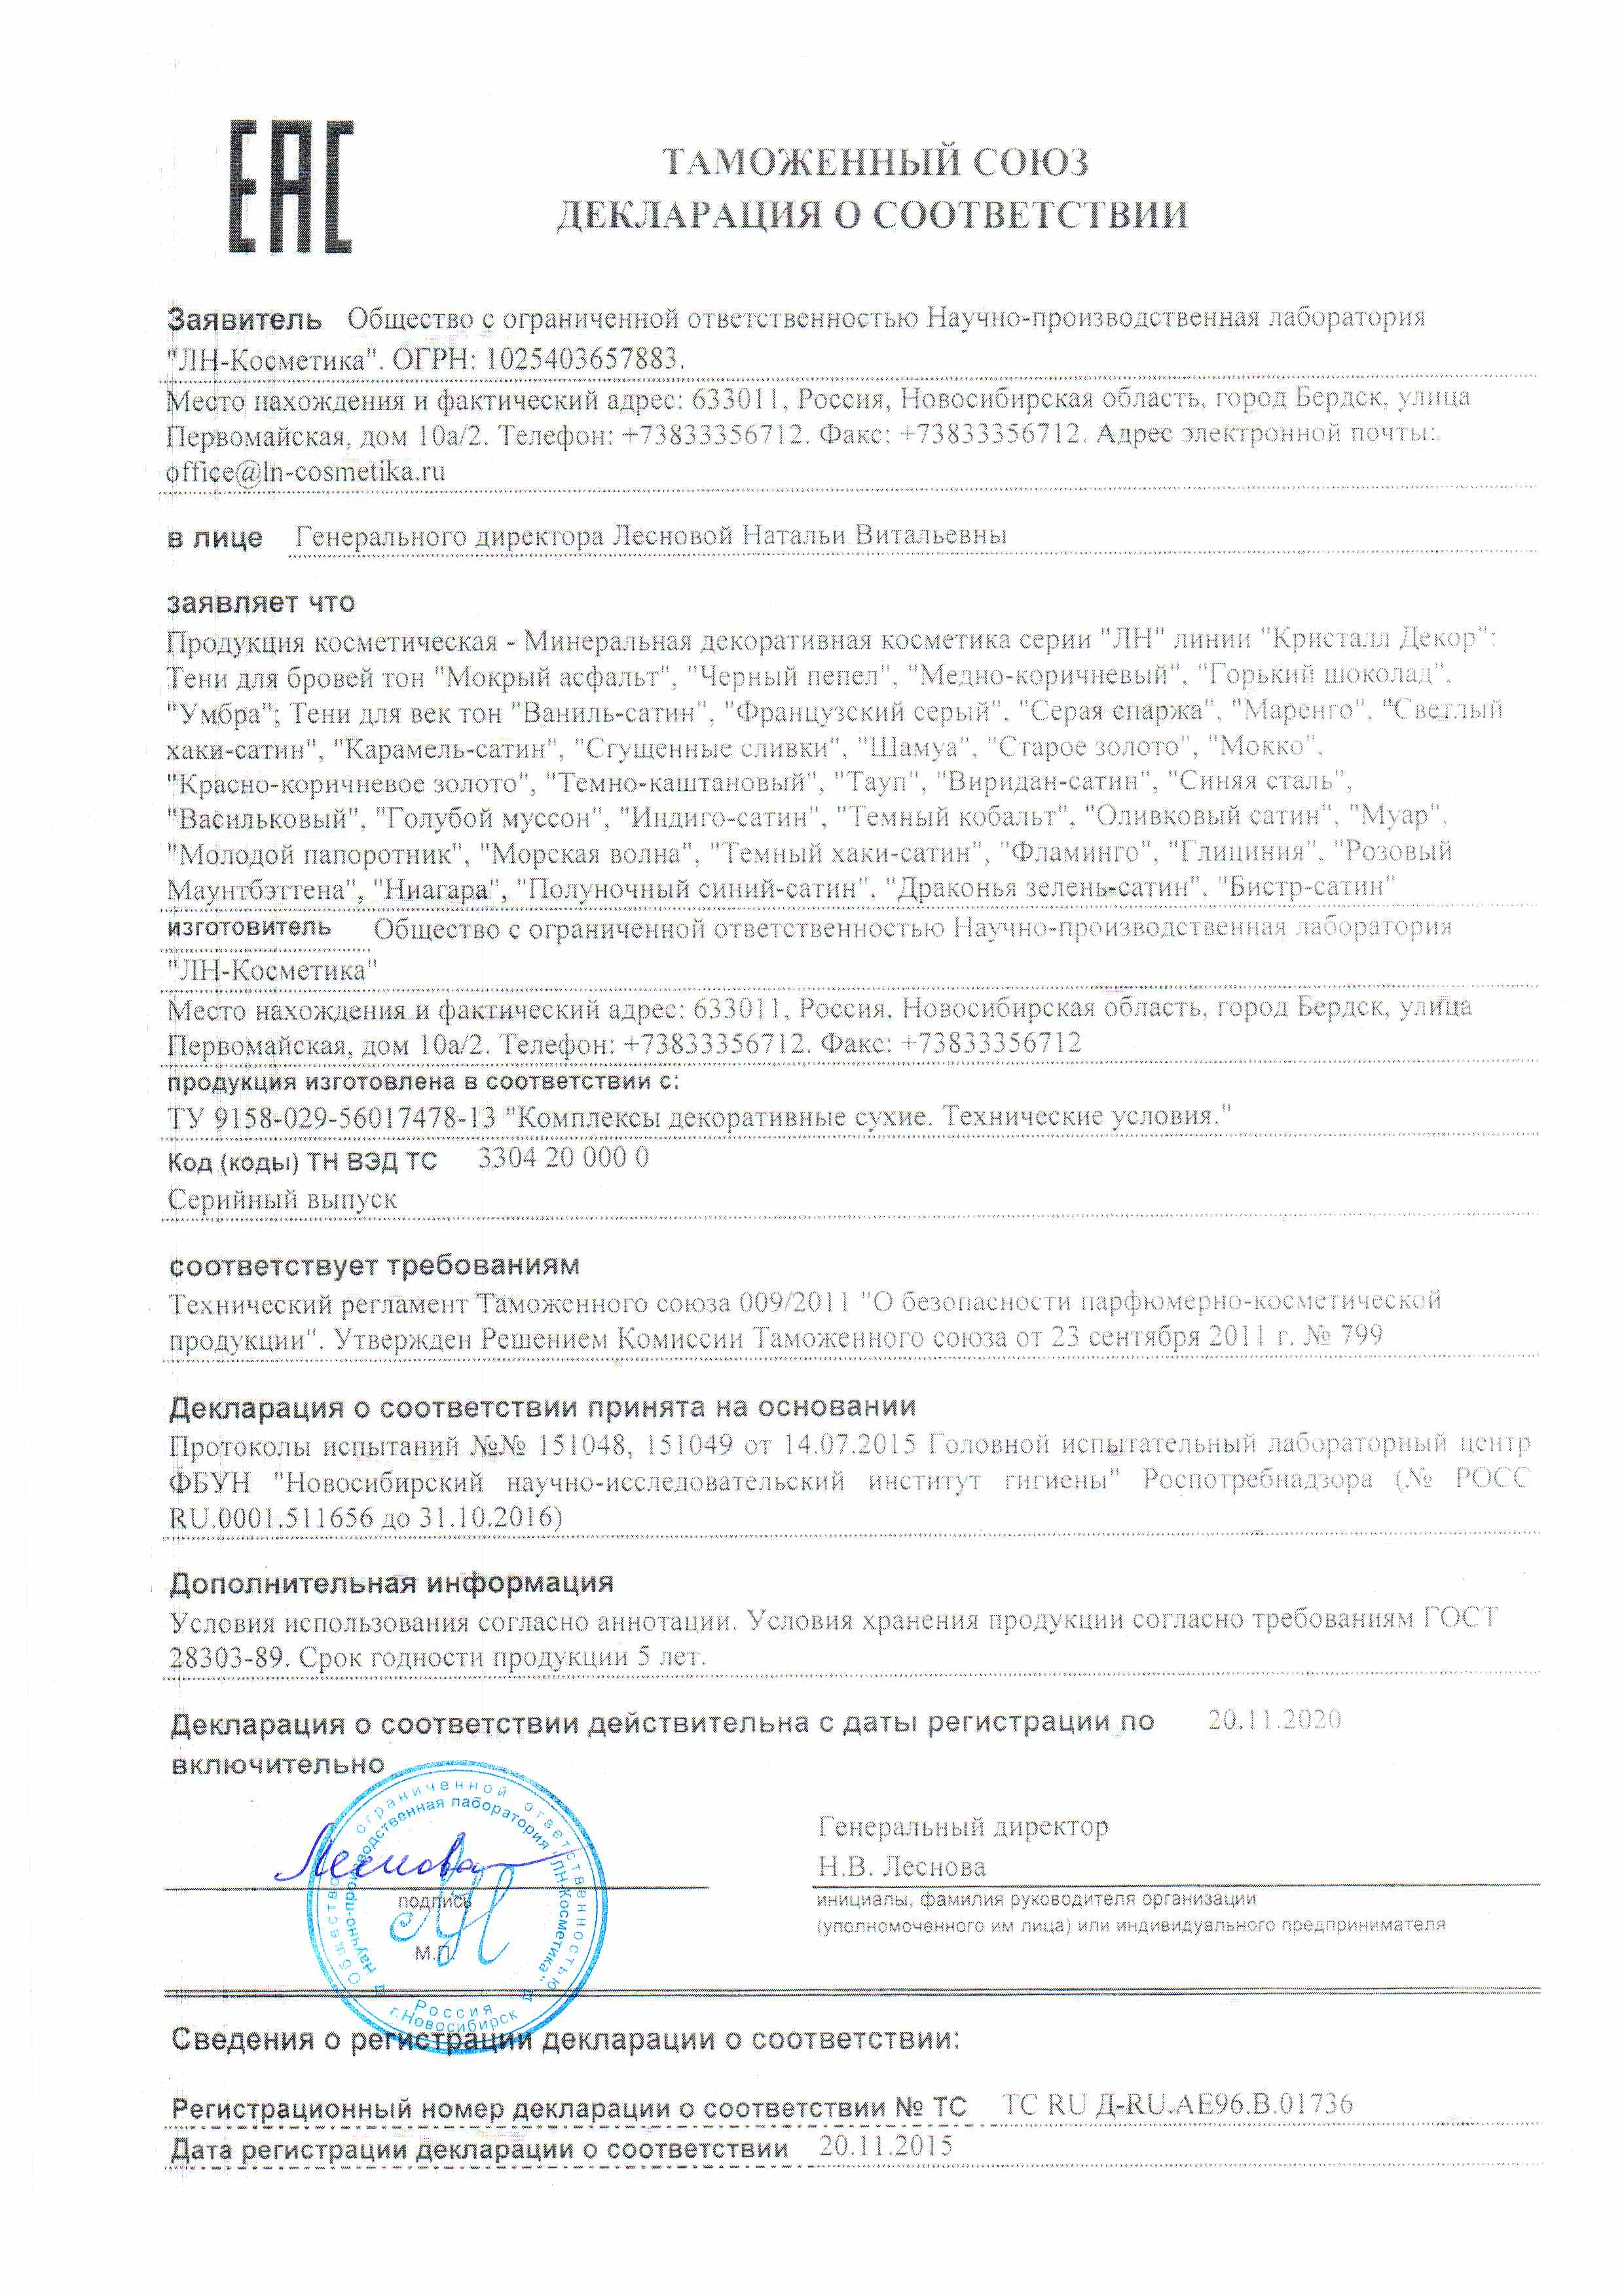 EAC
ТАМОЖЕННЫЙ СОЮЗ
ДЕКЛАРАЦИЯ О СООТВЕТСТВИИ
Заявитель Общество с ограниченной ответственностью Научно-производственная лаборатория
"ЛН-Косметика". ОГРН: 1025403657883.
Место нахождения и фактический адрес: 633011, Россия, Новосибирская область, город Бердск, улица
Первомайская, дом 10а/2. Телефон: +73833356712. Факс: +73833356712. Адрес электронной почты:
office@ln-cosmetika.ru
в лице Генерального директора Лесновой Натальи Витальевны
заявляет что
Продукция косметическая - Минеральная декоративная косметика серии "ЛН" линии "Кристалл Декор":
Тени для бровей тон "Мокрый асфальт", "Черный пепел", "Медно-коричневый", "Горький шоколад",
"Умбра"; Тени для век тон "Ваниль-сатин", "Французский серый", "Серая спаржа", "Маренго", "Светлый
хаки-сатин", "Карамель-сатин", "Сгущенные сливки", "Шамуа", "Старое золото", "Мокко",
"Красно-коричневое золото", "Темно-каштановый", "Тауп", "Виридан-сатин", "Синяя сталь",
"Васильковый", "Голубой муссон", "Индиго-сатин", "Темный кобальт", "Оливковый сатин", "Муар",
"Молодой папоротник", "Морская волна", "Темный хаки-сатин", "Фламинго", "Глициния", "Розовый
Маунтбэттена", "Ниагара", "Полуночный синий-сатин", "Драконья зелень-сатин", "Бистр-сатин"
изготовитель Общество с ограниченной ответственностью Научно-производственная лаборатория
"ЛН-Косметика"
Место нахождения и фактический адрес: 633011, Россия, Новосибирская область, город Бердск, улица
Первомайская, дом 10а/2. Телефон: +73833356712. Факс: +73833356712
продукция изготовлена в соответствии с:
ТУ 9158-029-56017478-13 "Комплексы декоративные сухие. Технические условия."
Код (коды) ТН ВЭД ТС 3304 20 000 0
Серийный выпуск
соответствует требованиям
Технический регламент Таможенного союза 009/2011 "О безопасности парфюмерно-косметической
продукции". Утвержден Решением Комиссии Таможенного союза от 23 сентября 2011 г. № 799
Декларация о соответствии принята на основании
Протоколы испытаний №№ 151048, 151049 от 14.07.2015 Головной испытательный лабораторный центр
ФБУН "Новосибирский научно-исследовательский институт гигиены" Роспотребнадзора (№ РОСС
RU.0001.511656 до 31.10.2016)
Дополнительная информация
Условия использования согласно аннотации. Условия хранения продукции согласно требованиям ГОСТ
28303-89. Срок годности продукции 5 лет.
Декларация о соответствии действительна с даты регистрации по 20.11.2020
включительно
Общество с ограниченной ответственностью
Научно-производственная лаборатория "ЛН-Косметика"
Россия
г.Новосибирск
Леснова
ЛН
подпись
М.П.
Генеральный директор
Н.В. Леснова
инициалы, фамилия руководителя организации
(уполномоченного им лица) или индивидуального предпринимателя
Сведения о регистрации декларации о соответствии:
Регистрационный номер декларации о соответствии № ТС ТС RU Д-RU.АЕ96.В.01736
Дата регистрации декларации о соответствии 20.11.2015